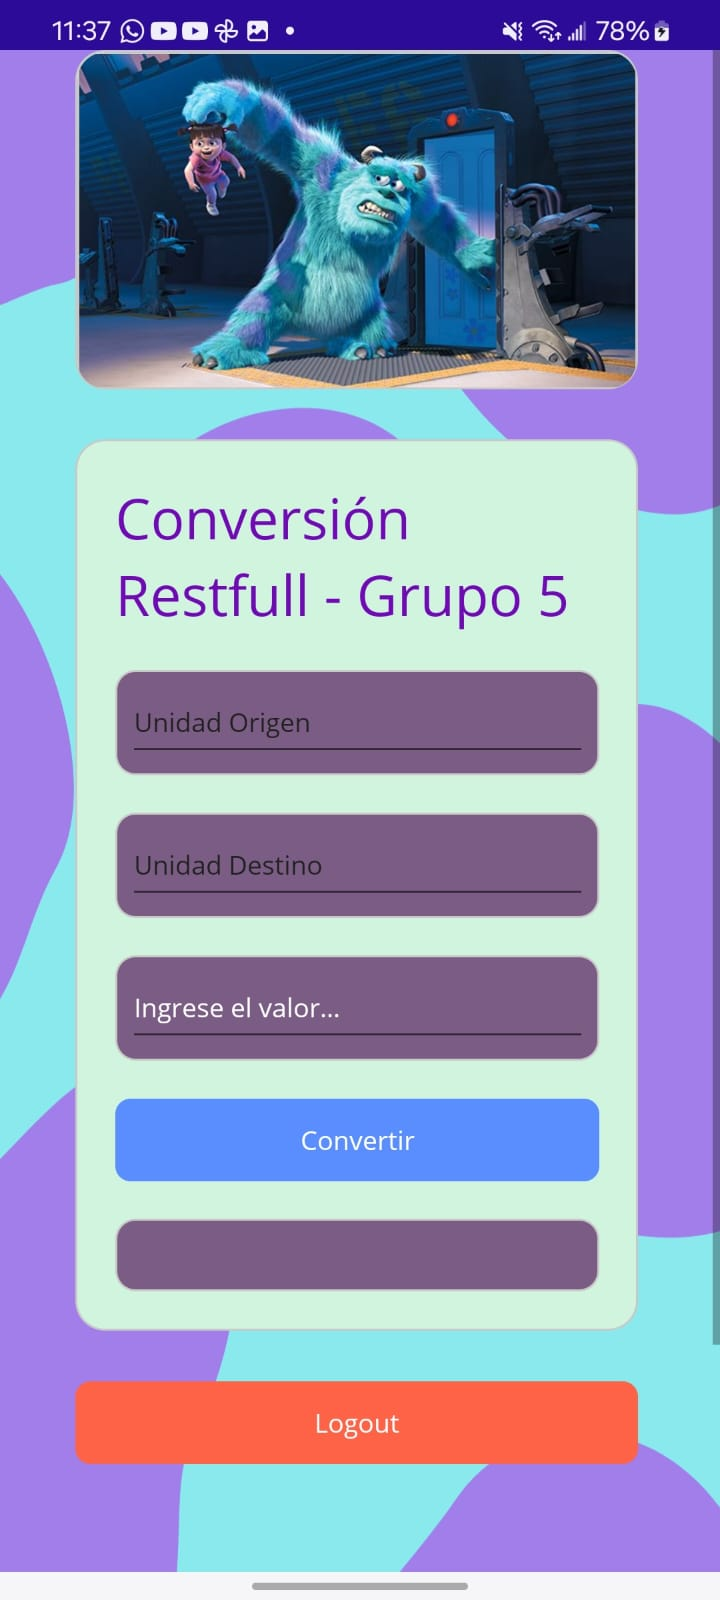 11:37
78%
Conversión
Restfull - Grupo 5
Unidad Origen
Unidad Destino
Ingrese el valor...
Convertir
Logout